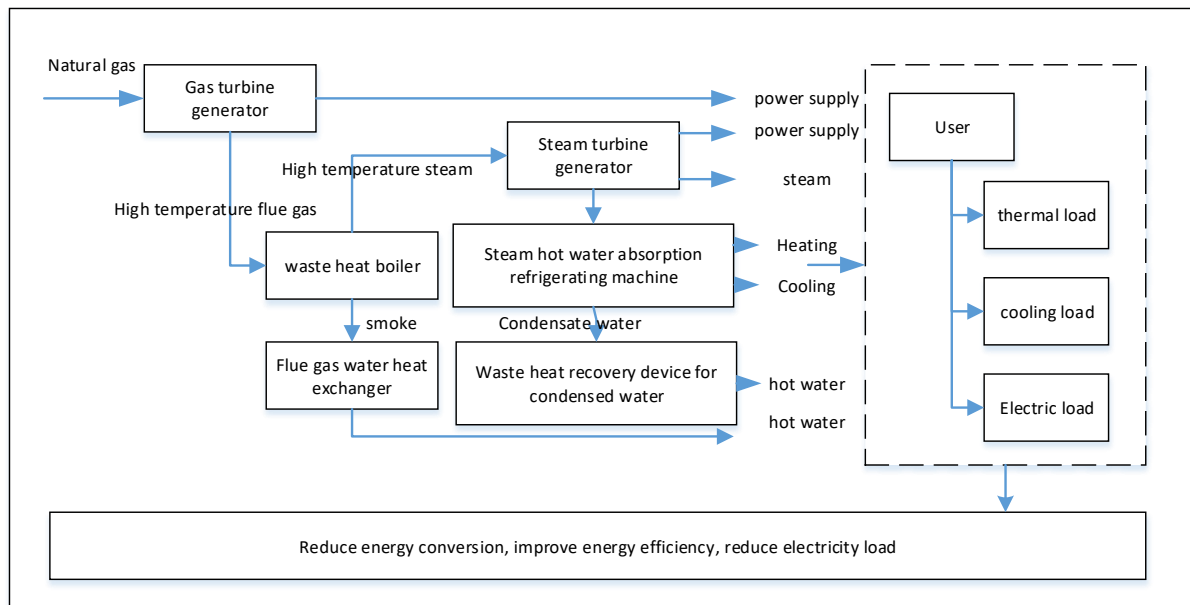 Natural gas
Gas turbine
generator
power supply
power supply
User
Steam turbine
generator
High temperature steam
steam
thermal load
High temperature flue gas
waste heat boiler
Steam hot water absorption
refrigerating machine
Heating
Cooling
cooling load
smoke
Condensate water
Flue gas water heat
exchanger
Waste heat recovery device for
condensed water
hot water
hot water
Electric load
Reduce energy conversion, improve energy efficiency, reduce electricity load